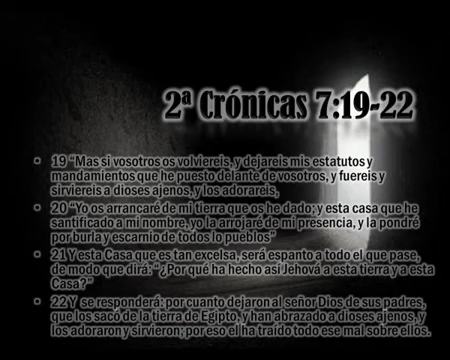 2ª Crónicas 7:19-22
• 19 “Mas si vosotros os volviereis, y dejareis mis estatutos y
mandamientos que he puesto delante de vosotros, y fuereis y
sirviereis a dioses ajenos, y los adorareis,
• 20 “Yo os arrancaré de mi tierra que os he dado; y esta casa que he
santificado a mi nombre, yo la arrojaré de mi presencia, y la pondré
por burla y escarnio de todos lo pueblos”
• 21 Y esta Casa que es tan excelsa, será espanto a todo el que pase,
de modo que dirá: “¿Por qué ha hecho así Jehová a esta tierra y a esta
Casa?”
• 22 Y se responderá: por cuanto dejaron al señor Dios de sus padres,
que los sacó de la tierra de Egipto, y han abrazado a dioses ajenos, y
los adoraron y sirvieron; por eso el ha traído todo ese mal sobre ellos.